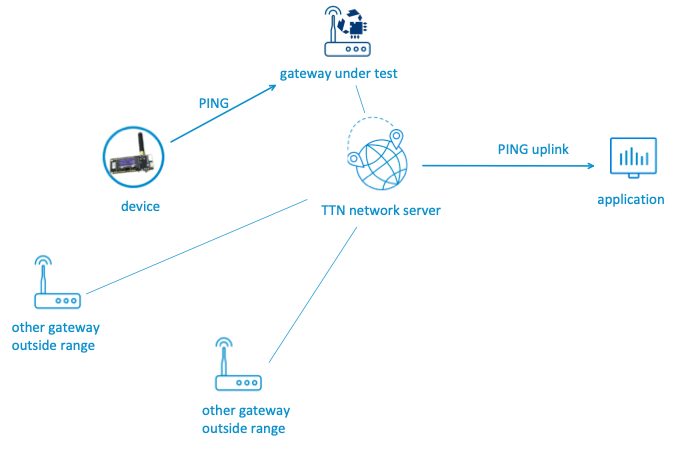 gateway under test
PING
PING uplink
device
TTN network server
application
other gateway
outside range
other gateway
outside range